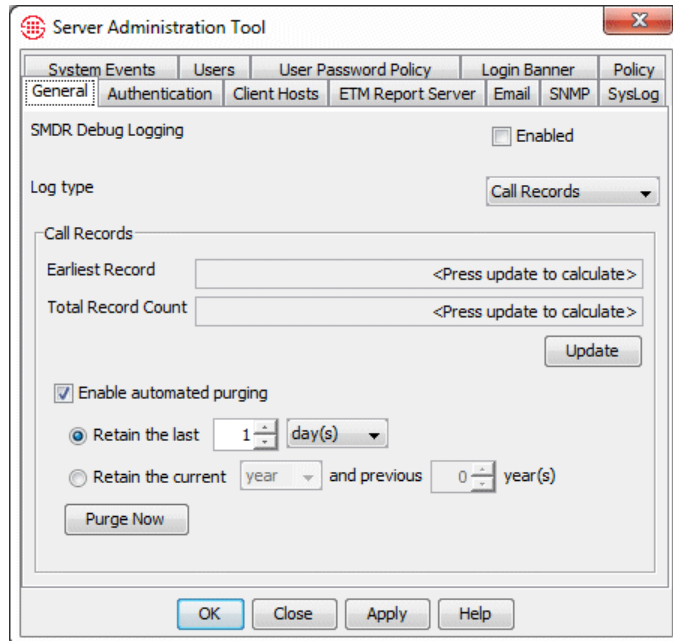 Server Administration Tool
System Events Users User Password Policy Login Banner Policy
General Authentication Client Hosts ETM Report Server Email SNMP SysLog
SMDR Debug Logging Enabled
Log type Call Records
Call Records
Earliest Record <Press update to calculate>
Total Record Count <Press update to calculate>
Update
Enable automated purging
Retain the last 1 day(s)
Retain the current year and previous 0 year(s)
Purge Now
OK Close Apply Help